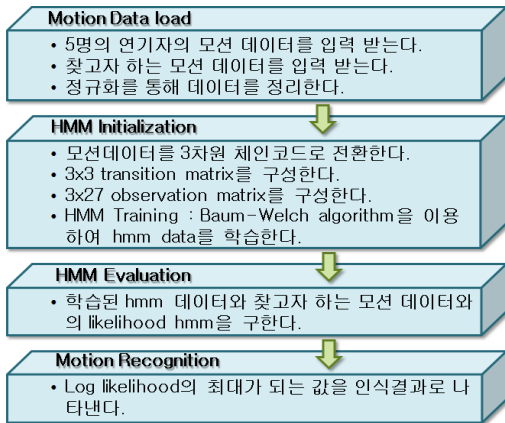 Motion Data load
• 5명의 연기자의 모션 데이터를 입력 받는다.
• 찾고자 하는 모션 데이터를 입력 받는다.
• 정규화를 통해 데이터를 정리한다.
HMM Initialization
• 모션데이터를 3차원 체인코드로 전환한다.
• 3x3 transition matrix를 구성한다.
• 3x27 observation matrix를 구성한다.
• HMM Training : Baum-Welch algorithm을 이용
하여 hmm data를 학습한다.
HMM Evaluation
• 학습된 hmm 데이터와 찾고자 하는 모션 데이터와
의 likelihood hmm을 구한다.
Motion Recognition
• Log likelihood의 최대가 되는 값을 인식결과로 나
타낸다.